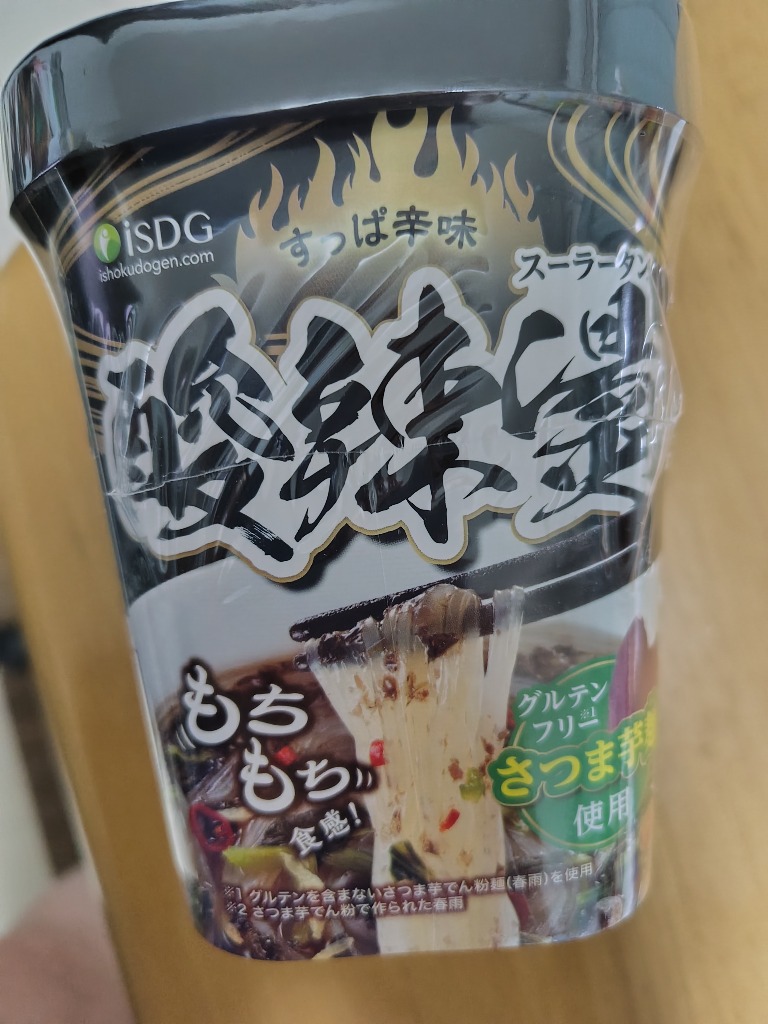 iSDG
ishokudogen.com
すっぱ辛味
スーラータン
酸辣湯
もち
もち
食感!
グルテン
フリー※1
さつま芋麺
使用
※1 グルテンを含まないさつま芋でん粉麺(春雨)を使用
※2 さつま芋でん粉で作られた春雨